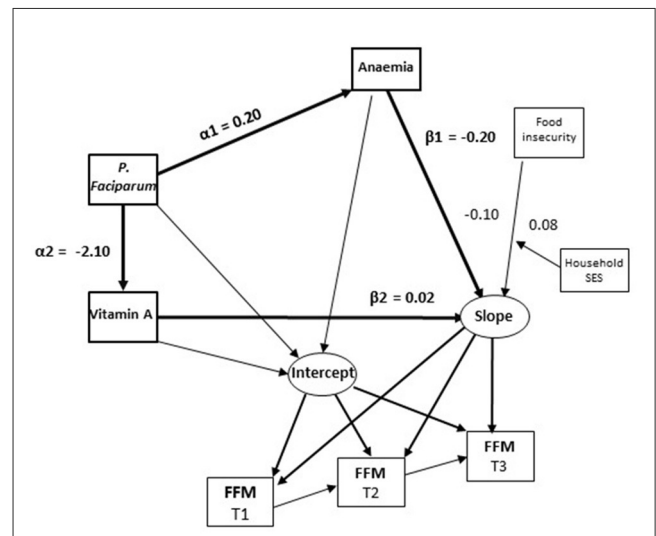 Anaemia
α1 = 0.20
β1 = -0.20
Food
insecurity
P.
Faciparum
-0.10
0.08
α2 = -2.10
Household
SES
Vitamin A
β2 = 0.02
Slope
Intercept
FFM
T3
FFM
T2
FFM
T1